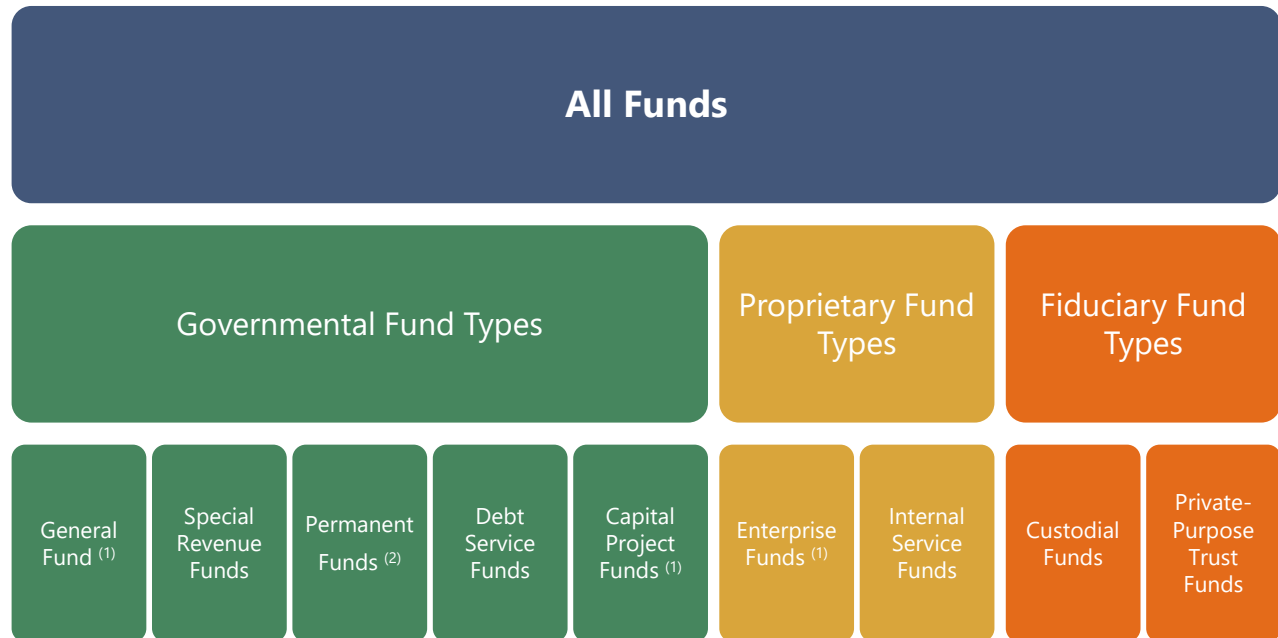 All Funds
Governmental Fund Types
Proprietary Fund
Types
Fiduciary Fund
Types
General
Fund (1)
Special
Revenue
Funds
Permanent
Funds (2)
Debt
Service
Funds
Capital
Project
Funds (1)
Enterprise
Funds (1)
Internal
Service
Funds
Custodial
Funds
Private-
Purpose
Trust
Funds